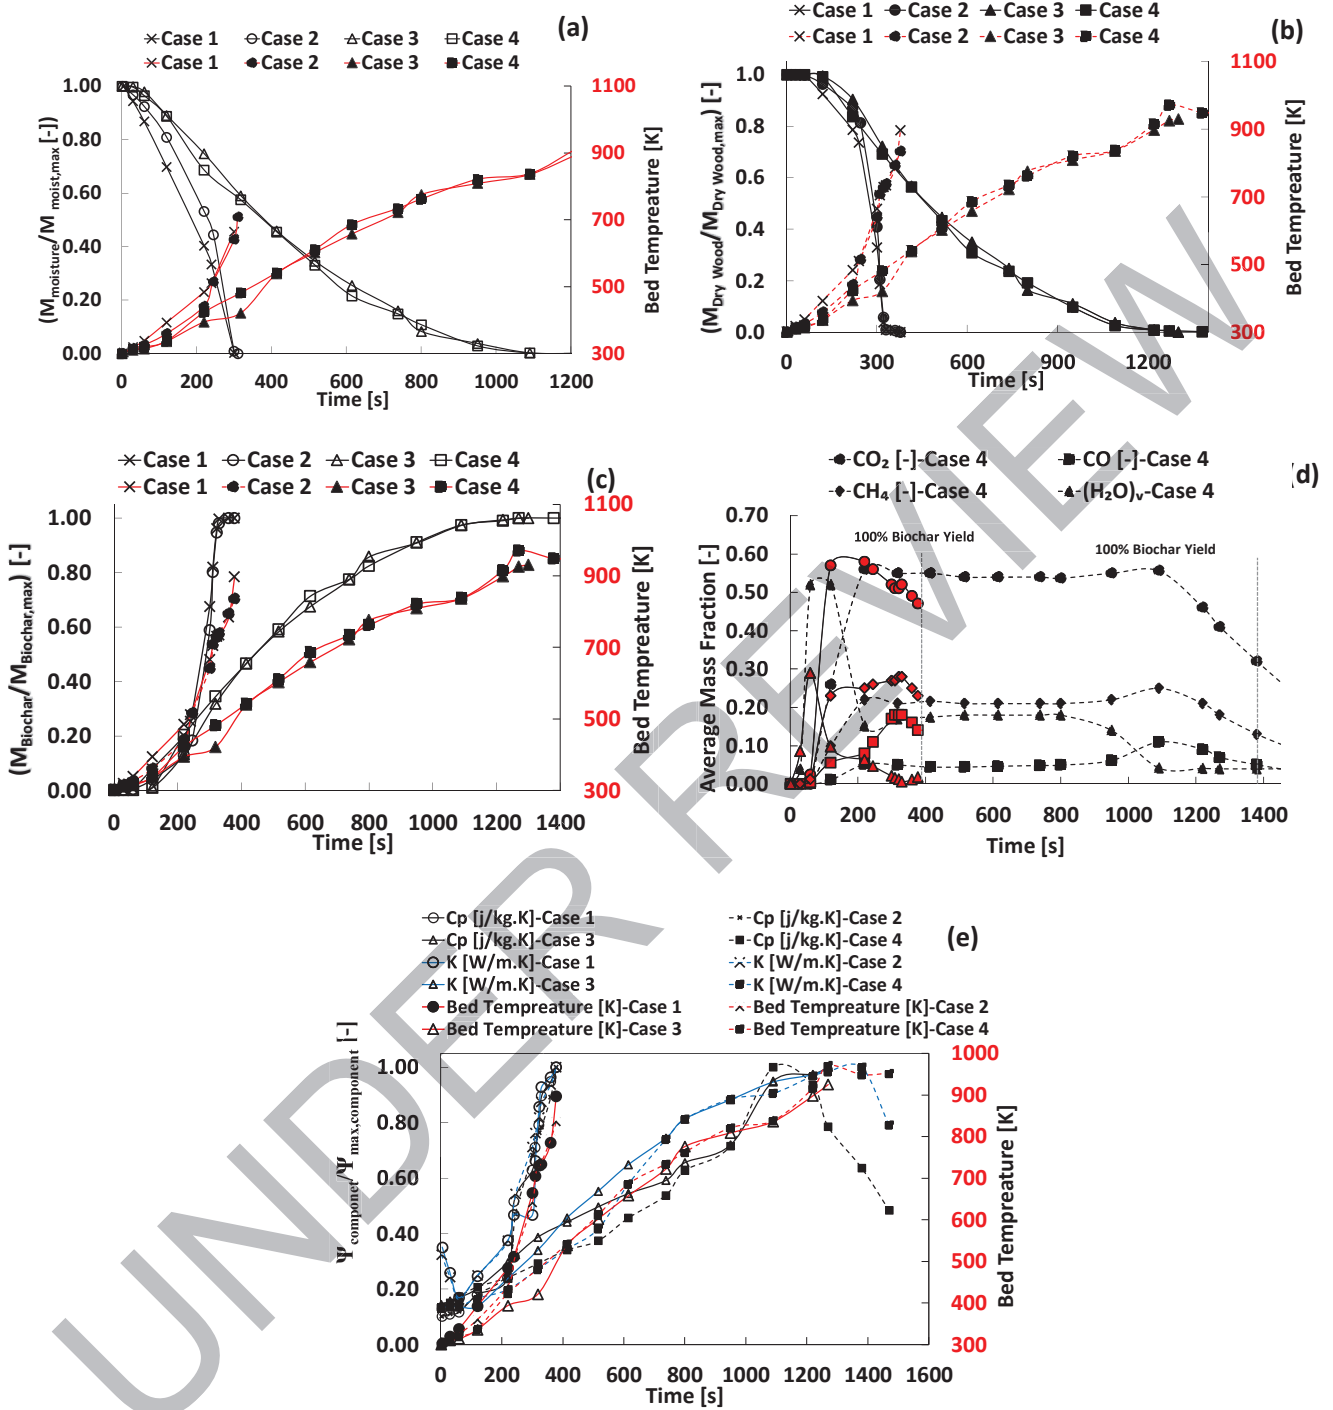 (a)
Case 1 Case 2 Case 3 Case 4
Case 1 Case 2 Case 3 Case 4
(M moisture/M moist,max [-])
1.00
0.80
0.60
0.40
0.20
0.00
1100
900
700
500
300
Bed Tempreature [K]
0 200 400 600 800 1000 1200
Time [s]
(b)
Case 1 Case 2 Case 3 Case 4
Case 1 Case 2 Case 3 Case 4
(M Dry Wood/M Dry Wood,max) [-]
1.0
0.8
0.6
0.4
0.2
0.0
1100
900
700
500
300
Bed Temperature [K]
0 300 600 900 1200
Time [s]
(c)
Case 1 Case 2 Case 3 Case 4
Case 1 Case 2 Case 3 Case 4
(M Biochar/M Biochar,max) [-]
1.00
0.80
0.60
0.40
0.20
0.00
1100
900
700
500
300
Bed Tempreature [K]
0 200 400 600 800 1000 1200 1400
Time [s]
(d)
CO₂ [-]-Case 4 CO [-]-Case 4
CH₄ [-]-Case 4 (H₂O)ᵥ-Case 4
100% Biochar Yield
100% Biochar Yield
Average Mass Fraction [-]
0.70
0.60
0.50
0.40
0.30
0.20
0.10
0.00
0 200 400 600 800 1000 1200 1400
Time [s]
(e)
Cp [j/kg.K]-Case 1 Cp [j/kg.K]-Case 2
Cp [j/kg.K]-Case 3 Cp [j/kg.K]-Case 4
K [W/m.K]-Case 1 K [W/m.K]-Case 2
K [W/m.K]-Case 3 K [W/m.K]-Case 4
Bed Tempreature [K]-Case 1 Bed Tempreature [K]-Case 2
Bed Tempreature [K]-Case 3 Bed Tempreature [K]-Case 4
Ψ componet/Ψ max,component [-]
1.00
0.80
0.60
0.40
0.20
0.00
1000
900
800
700
600
500
400
300
Bed Temperature [K]
0 200 400 600 800 1000 1200 1400 1600
Time [s]
UNDER REVIEW